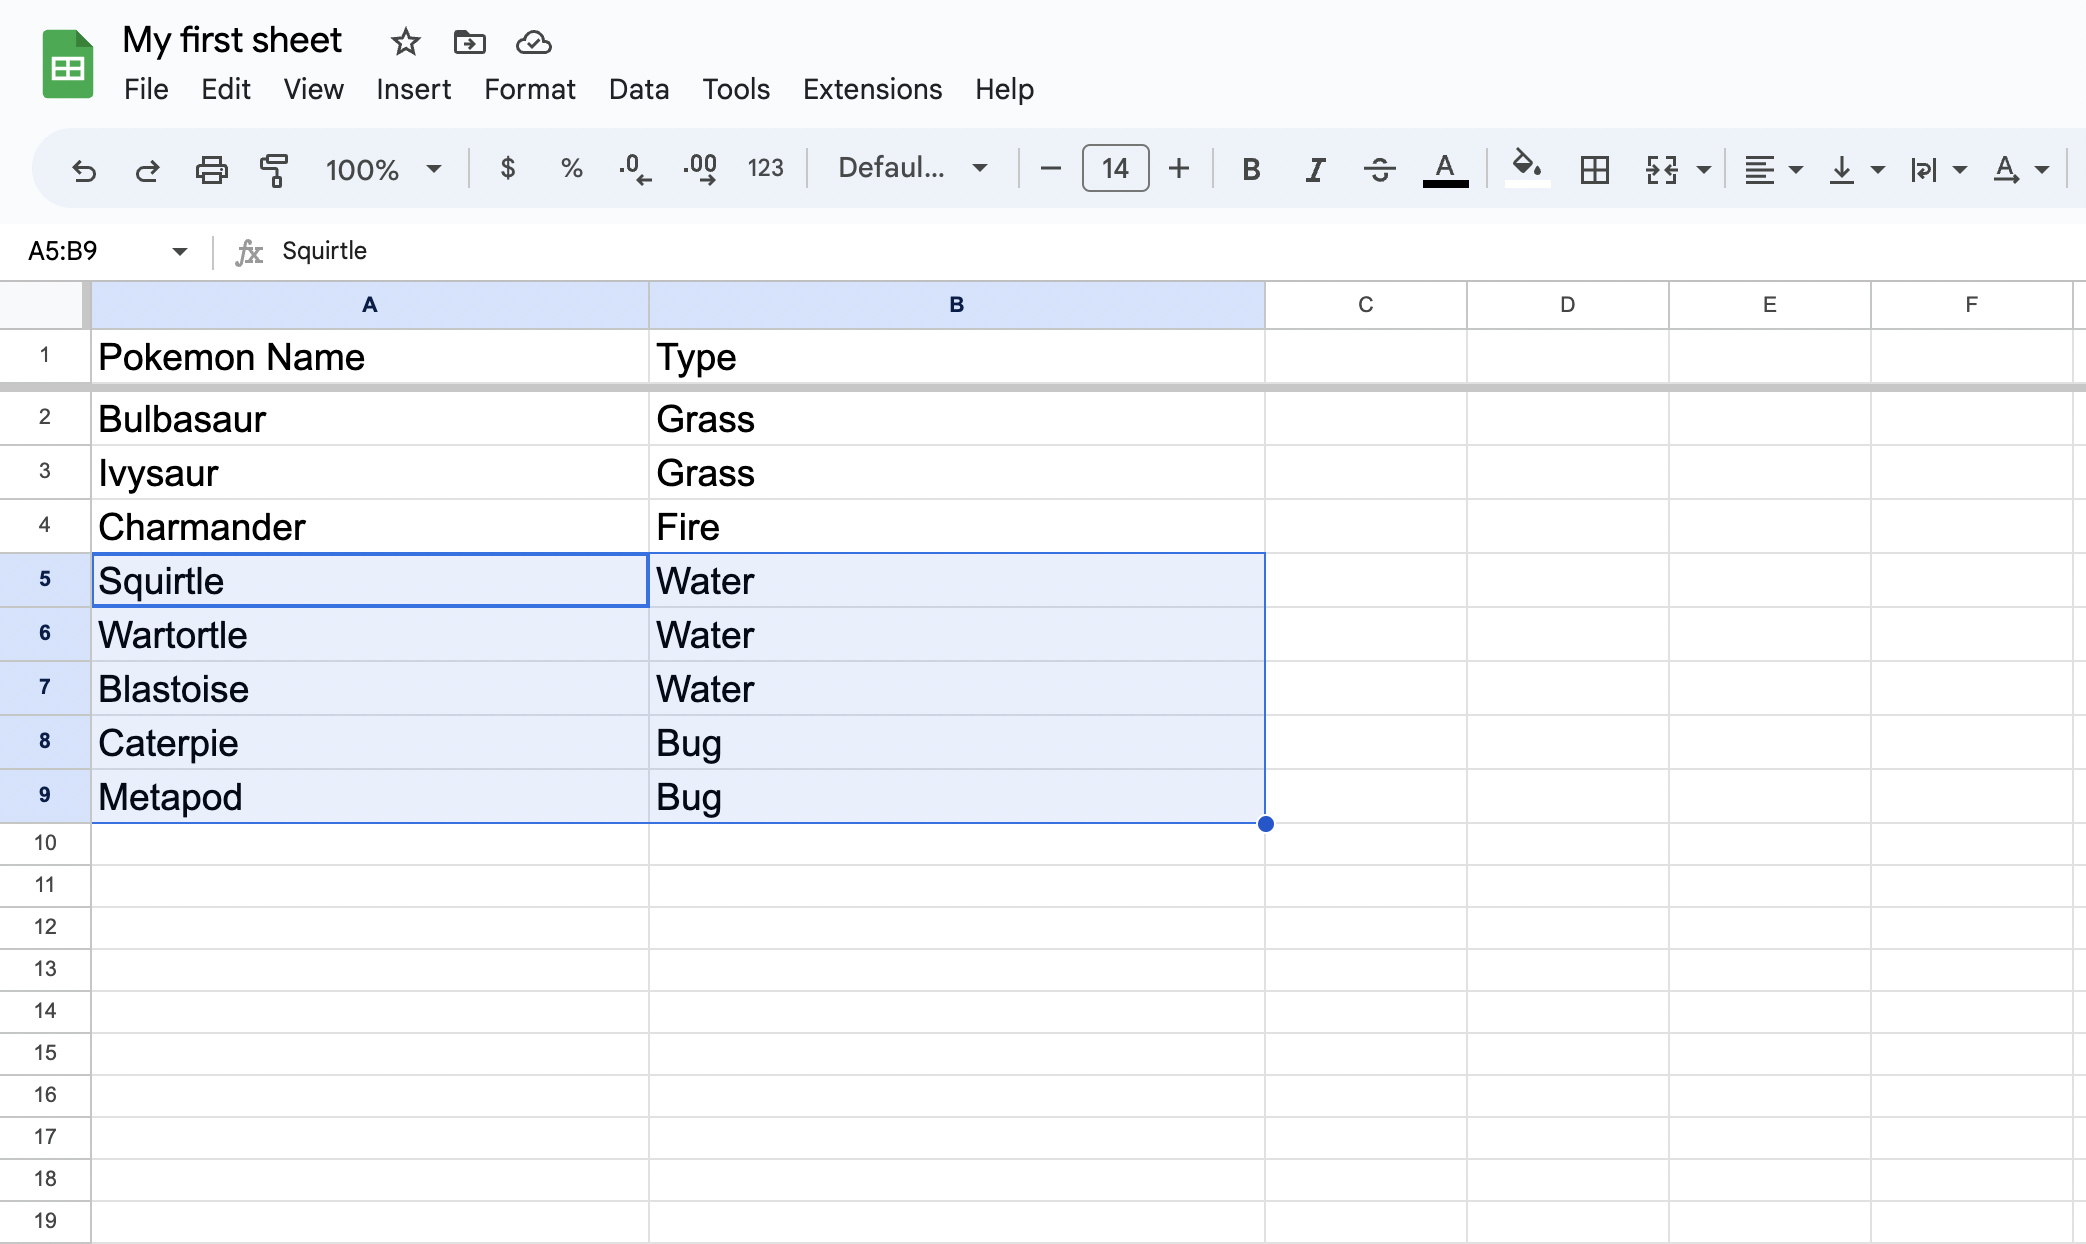 My first sheet
File Edit View Insert Format Data Tools Extensions Help
100% $ % .0 .00 123 Defaul... 14 B I S A A
A5:B9 fx Squirtle
A B C D E F
1 Pokemon Name Type
2 Bulbasaur Grass
3 Ivysaur Grass
4 Charmander Fire
5 Squirtle Water
6 Wartortle Water
7 Blastoise Water
8 Caterpie Bug
9 Metapod Bug
10
11
12
13
14
15
16
17
18
19